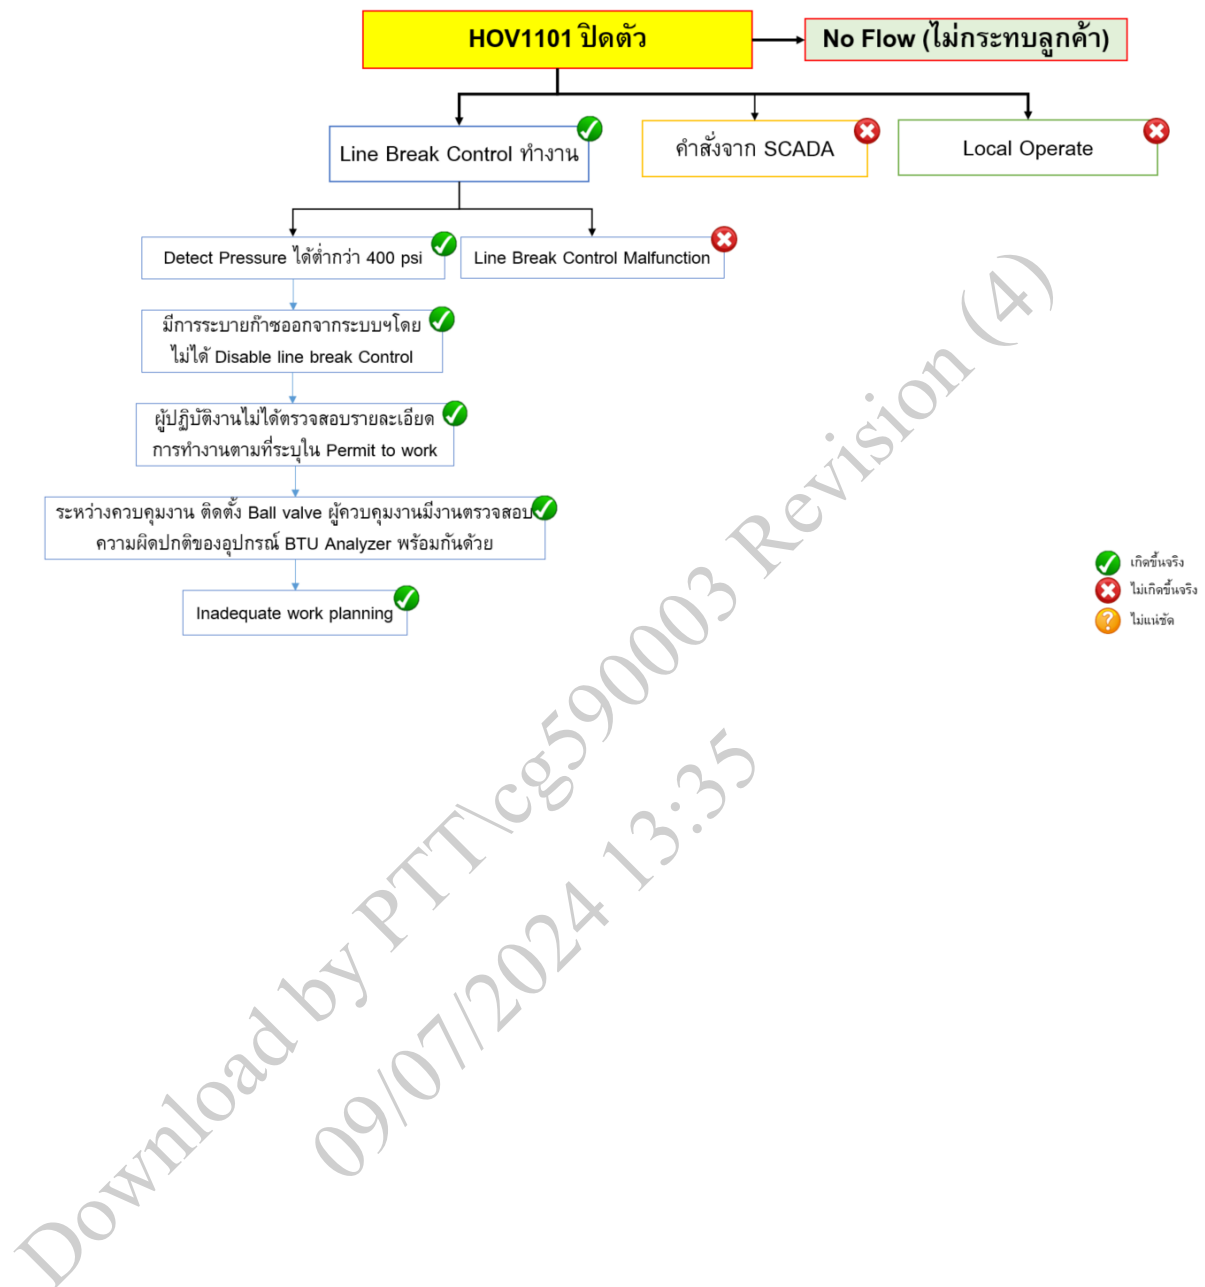 HOV1101 ปิดตัว
No Flow (ไม่กระทบลูกค้า)
Line Break Control ทำงาน
คำสั่งจาก SCADA
Local Operate
Detect Pressure ได้ต่ำกว่า 400 psi
Line Break Control Malfunction
มีการระบายก๊าซออกจากระบบฯโดย
ไม่ได้ Disable line break Control
ผู้ปฏิบัติงานไม่ได้ตรวจสอบรายละเอียด
การทำงานตามที่ระบุใน Permit to work
ระหว่างควบคุมงาน ติดตั้ง Ball valve ผู้ควบคุมงานมีงานตรวจสอบ
ความผิดปกติของอุปกรณ์ BTU Analyzer พร้อมกันด้วย
Inadequate work planning
เกิดขึ้นจริง
ไม่เกิดขึ้นจริง
ไม่แน่ชัด
Download by PTT\cg590003 Revision (4)
09/07/2024 13:35